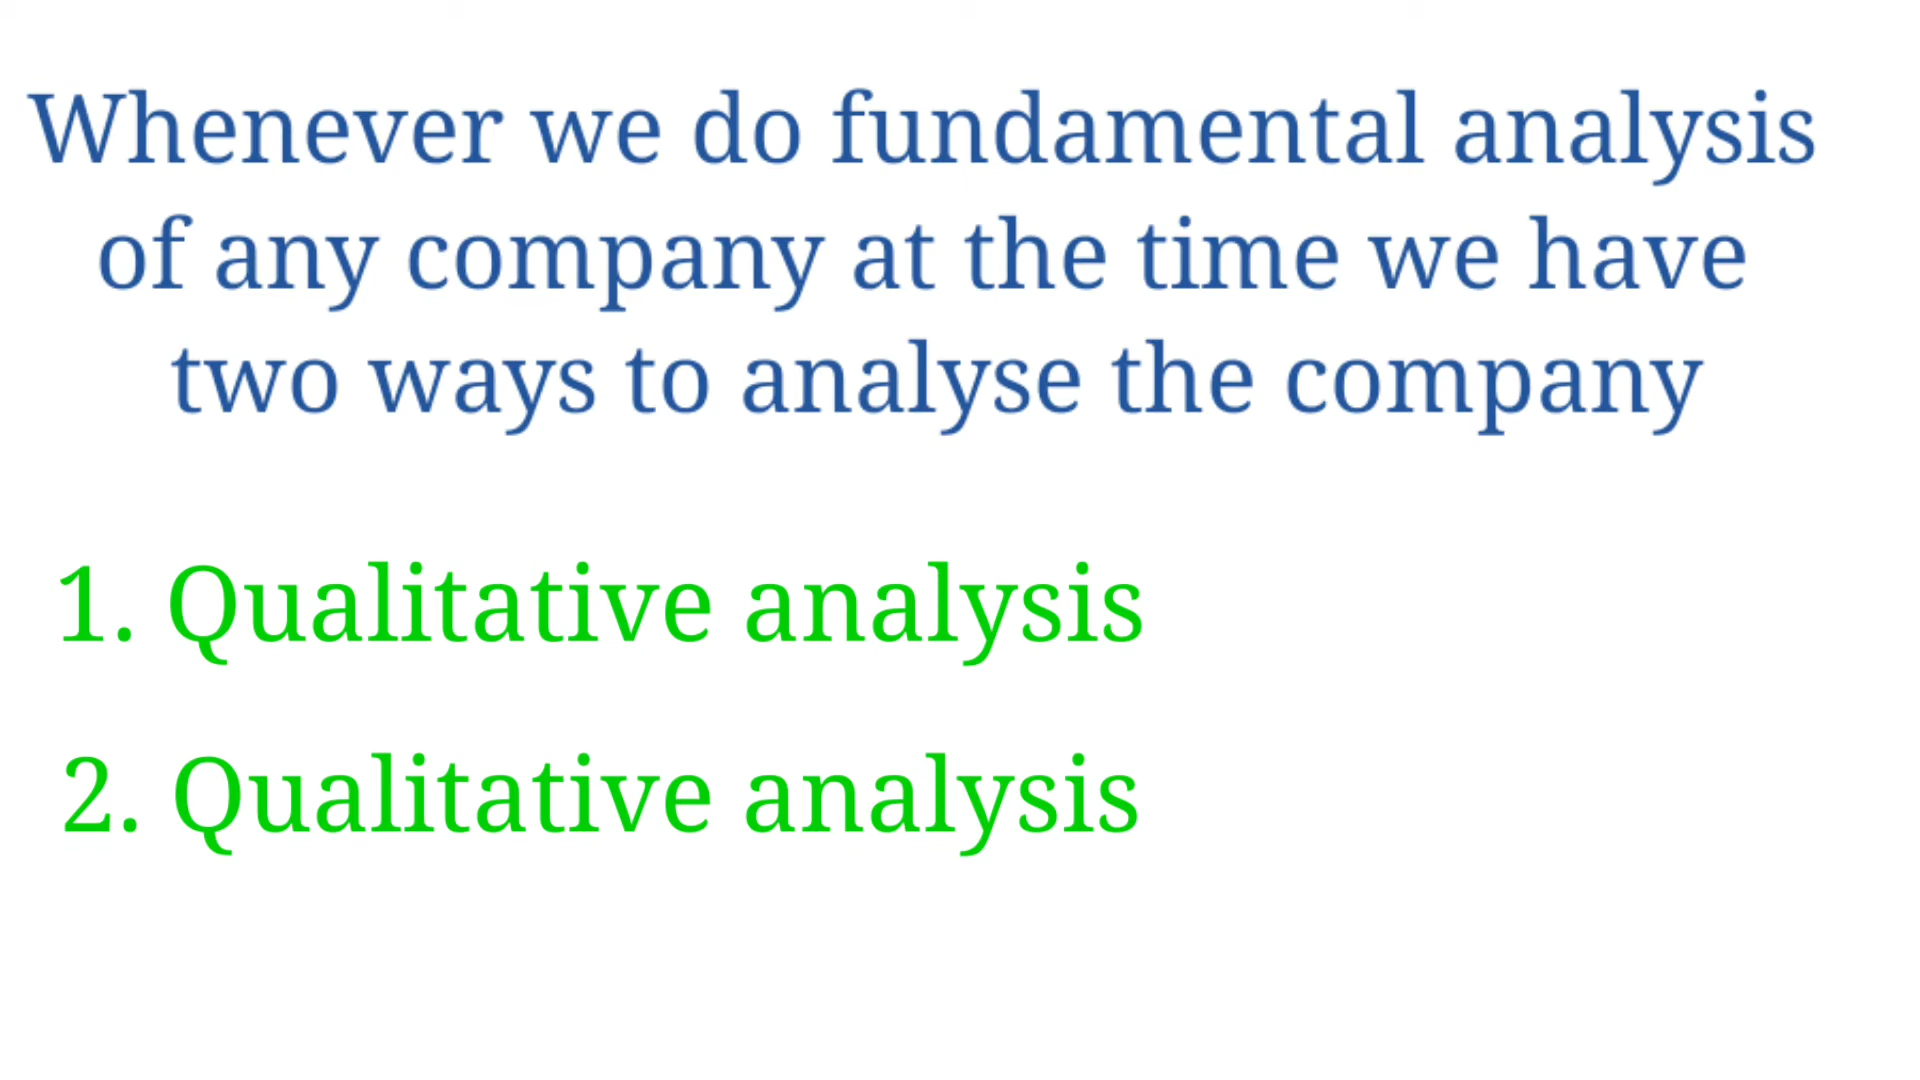 Whenever we do fundamental analysis
of any company at the time we have
two ways to analyse the company
1. Qualitative analysis
2. Qualitative analysis